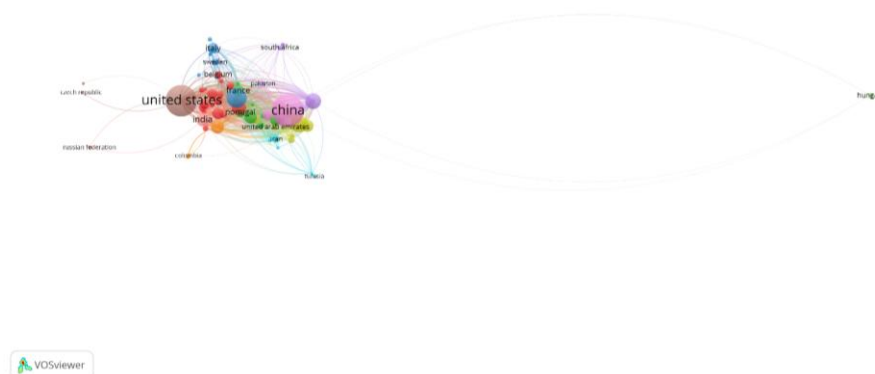 italy
south africa
sweden
belgium
pakistan
czech republic
france
hung
united states
china
portugal
india
united arab emirates
russian federation
colombia
tunisia
VOSviewer